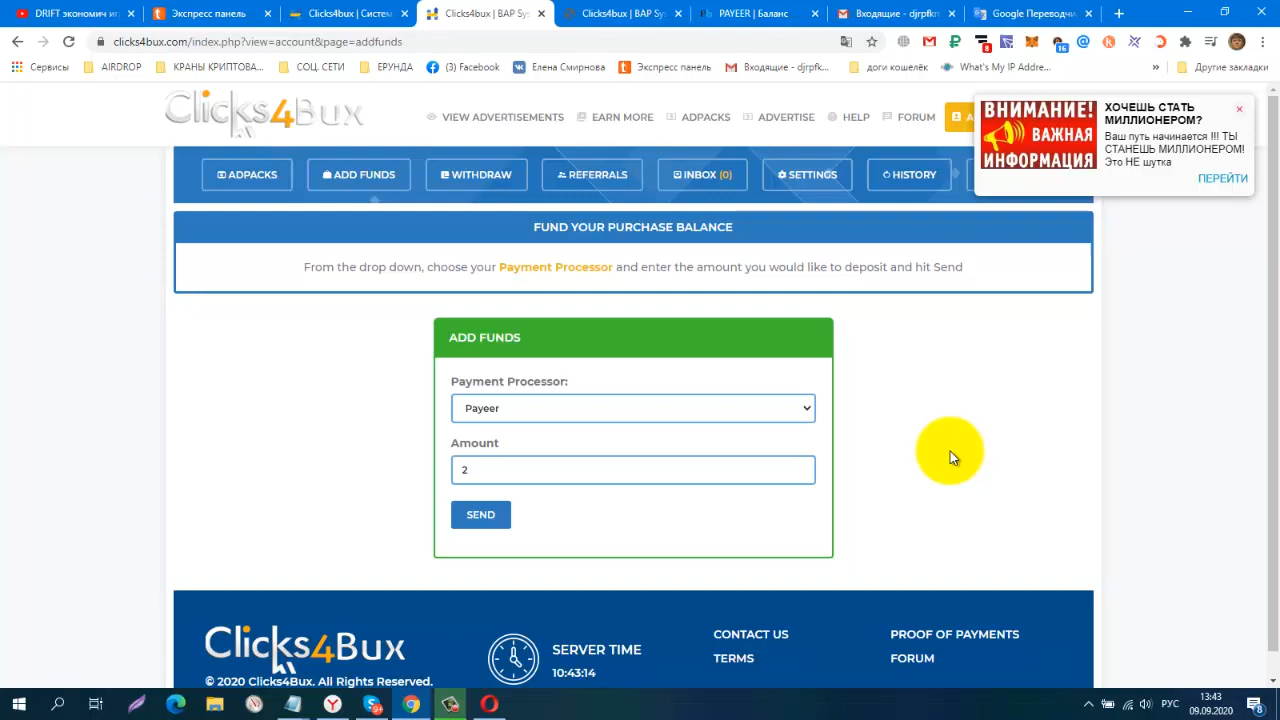 DRIFT экономич иг
Экспресс панель
Clicks4bux | Систем
Clicks4bux | BAP Sy
Clicks4bux | BAP Sy
PAYEER | Баланс
Входящие - djrpfkm
Google Переводч
clicks4bux.com/index.php?view=account&page=addfunds
8
16
Сервисы
AIRDROP
КРАНЫ КРИПТОВА...
СОЦ. СЕТИ
ЕРУНДА
(3) Facebook
Елена Смирнова
Экспресс панель
Входящие - djrpfk...
доги кошелёк
What's My IP Addre...
»
Другие закладки
Clicks4Bux
VIEW ADVERTISEMENTS
EARN MORE
ADPACKS
ADVERTISE
HELP
FORUM
ВНИМАНИЕ!
ВАЖНАЯ
ИНФОРМАЦИЯ
ХОЧЕШЬ СТАТЬ
МИЛЛИОНЕРОМ?
Ваш путь начинается !!! ТЫ
СТАНЕШЬ МИЛЛИОНЕРОМ!
Это НЕ шутка
ПЕРЕЙТИ
ADPACKS
ADD FUNDS
WITHDRAW
REFERRALS
INBOX (0)
SETTINGS
HISTORY
FUND YOUR PURCHASE BALANCE
From the drop down, choose your Payment Processor and enter the amount you would like to deposit and hit Send
ADD FUNDS
Payment Processor:
Payeer
Amount
2
SEND
Clicks4Bux
© 2020 Clicks4Bux. All Rights Reserved.
SERVER TIME
10:43:14
CONTACT US
TERMS
PROOF OF PAYMENTS
FORUM
РУС
13:43
09.09.2020
8